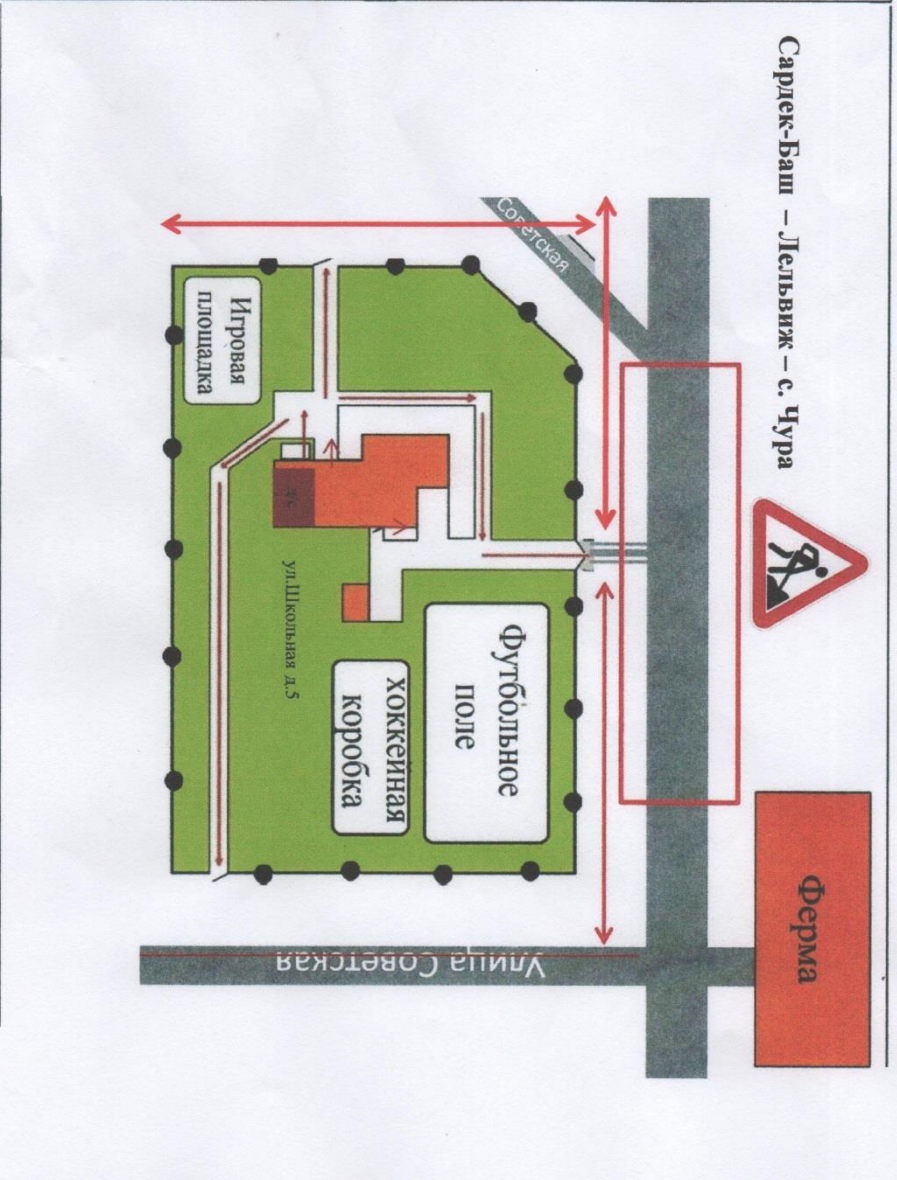 Сардек-Баш – Лельвиж – с. Чура
Ферма
Советская
Футбольное
поле
хоккейная
коробка
ул.Школьная д.5
д/с
Игровая
площадка
Улица Советская